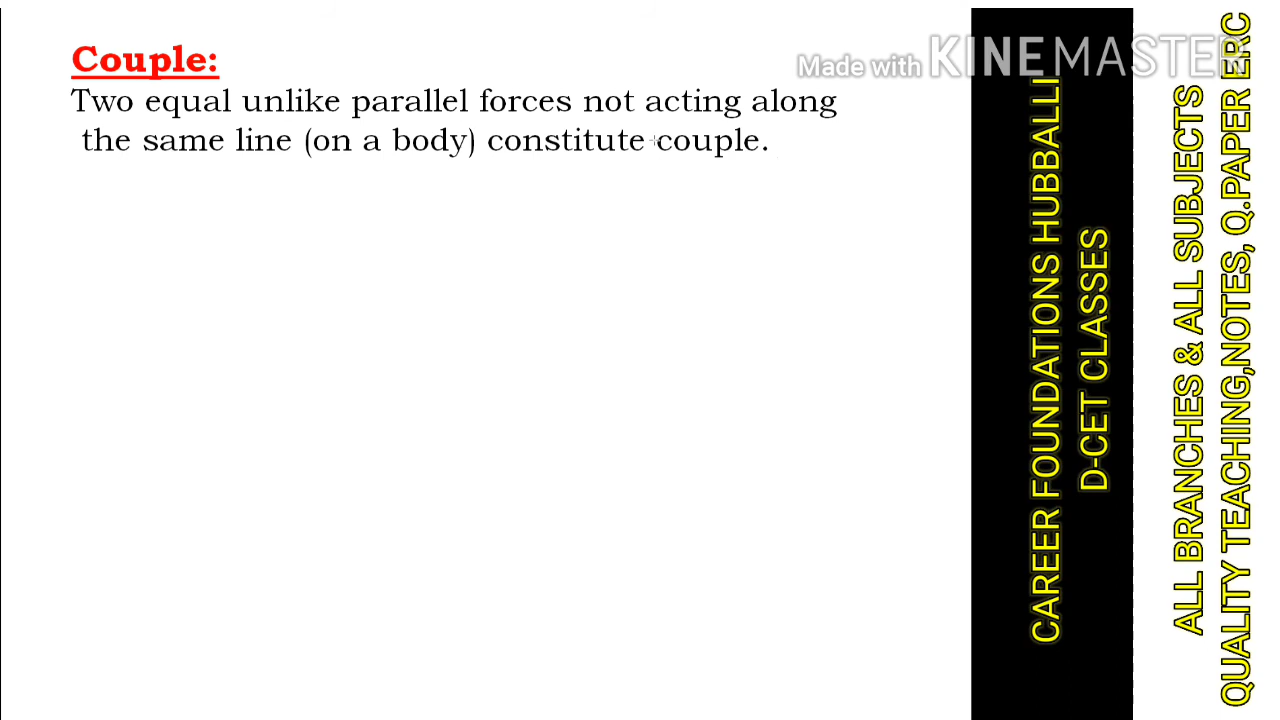 Couple:
Two equal unlike parallel forces not acting along
the same line (on a body) constitute couple.
Made with KINEMASTER
CAREER FOUNDATIONS HUBBALLI
D-CET CLASSES
ALL BRANCHES & ALL SUBJECTS
QUALITY TEACHING,NOTES, Q.PAPER ERC